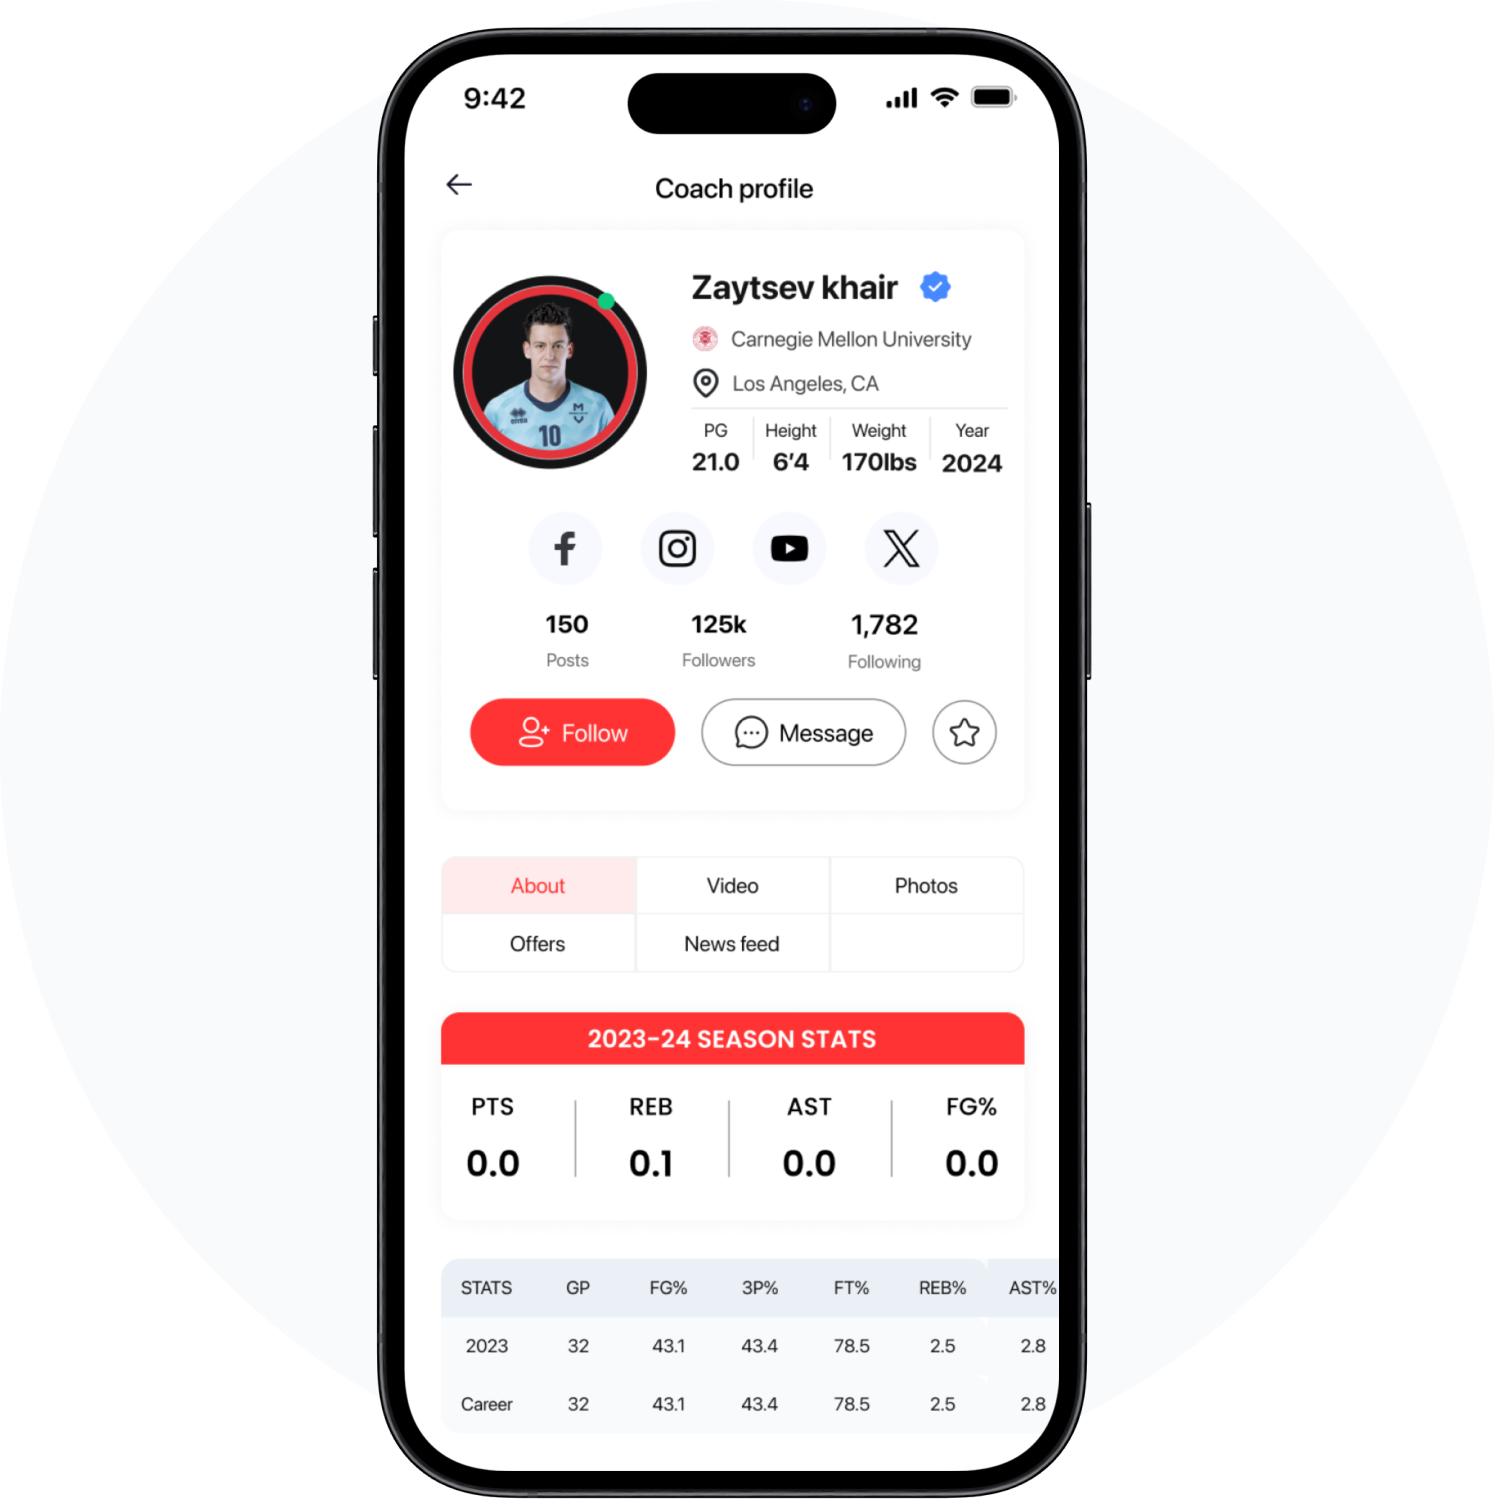 9:42
Coach profile
Zaytsev khair
Carnegie Mellon University
Los Angeles, CA
PG Height Weight Year
21.0 6'4 170lbs 2024
errea M
10
150 125k 1,782
Posts Followers Following
Follow Message
About Video Photos
Offers News feed
2023-24 SEASON STATS
PTS REB AST FG%
0.0 0.1 0.0 0.0
STATS GP FG% 3P% FT% REB% AST%
2023 32 43.1 43.4 78.5 2.5 2.8
Career 32 43.1 43.4 78.5 2.5 2.8